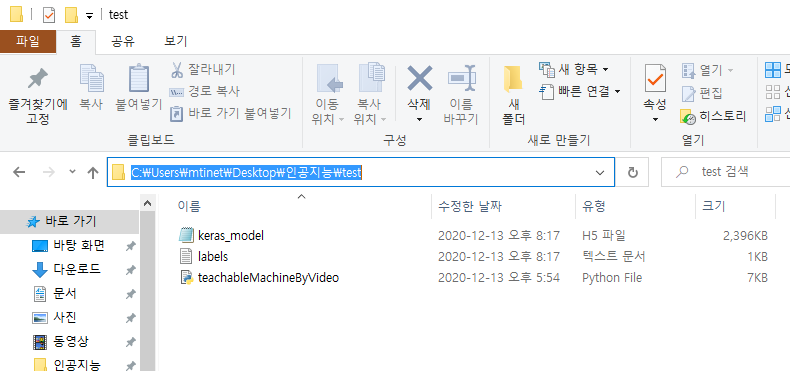 test
파일 홈 공유 보기
즐겨찾기에 고정
복사
붙여넣기
잘라내기
경로 복사
바로 가기 붙여넣기
클립보드
이동 위치
복사 위치
삭제
이름 바꾸기
구성
새 폴더
새 항목
빠른 연결
새로 만들기
속성
열기
편집
히스토리
열기
C:₩Users₩mtinet₩Desktop₩인공지능₩test
test 검색
바로 가기
바탕 화면
다운로드
문서
사진
동영상
인공지능
이름 수정한 날짜 유형 크기
keras_model 2020-12-13 오후 8:17 H5 파일 2,396KB
labels 2020-12-13 오후 8:17 텍스트 문서 1KB
teachableMachineByVideo 2020-12-13 오후 5:54 Python File 7KB